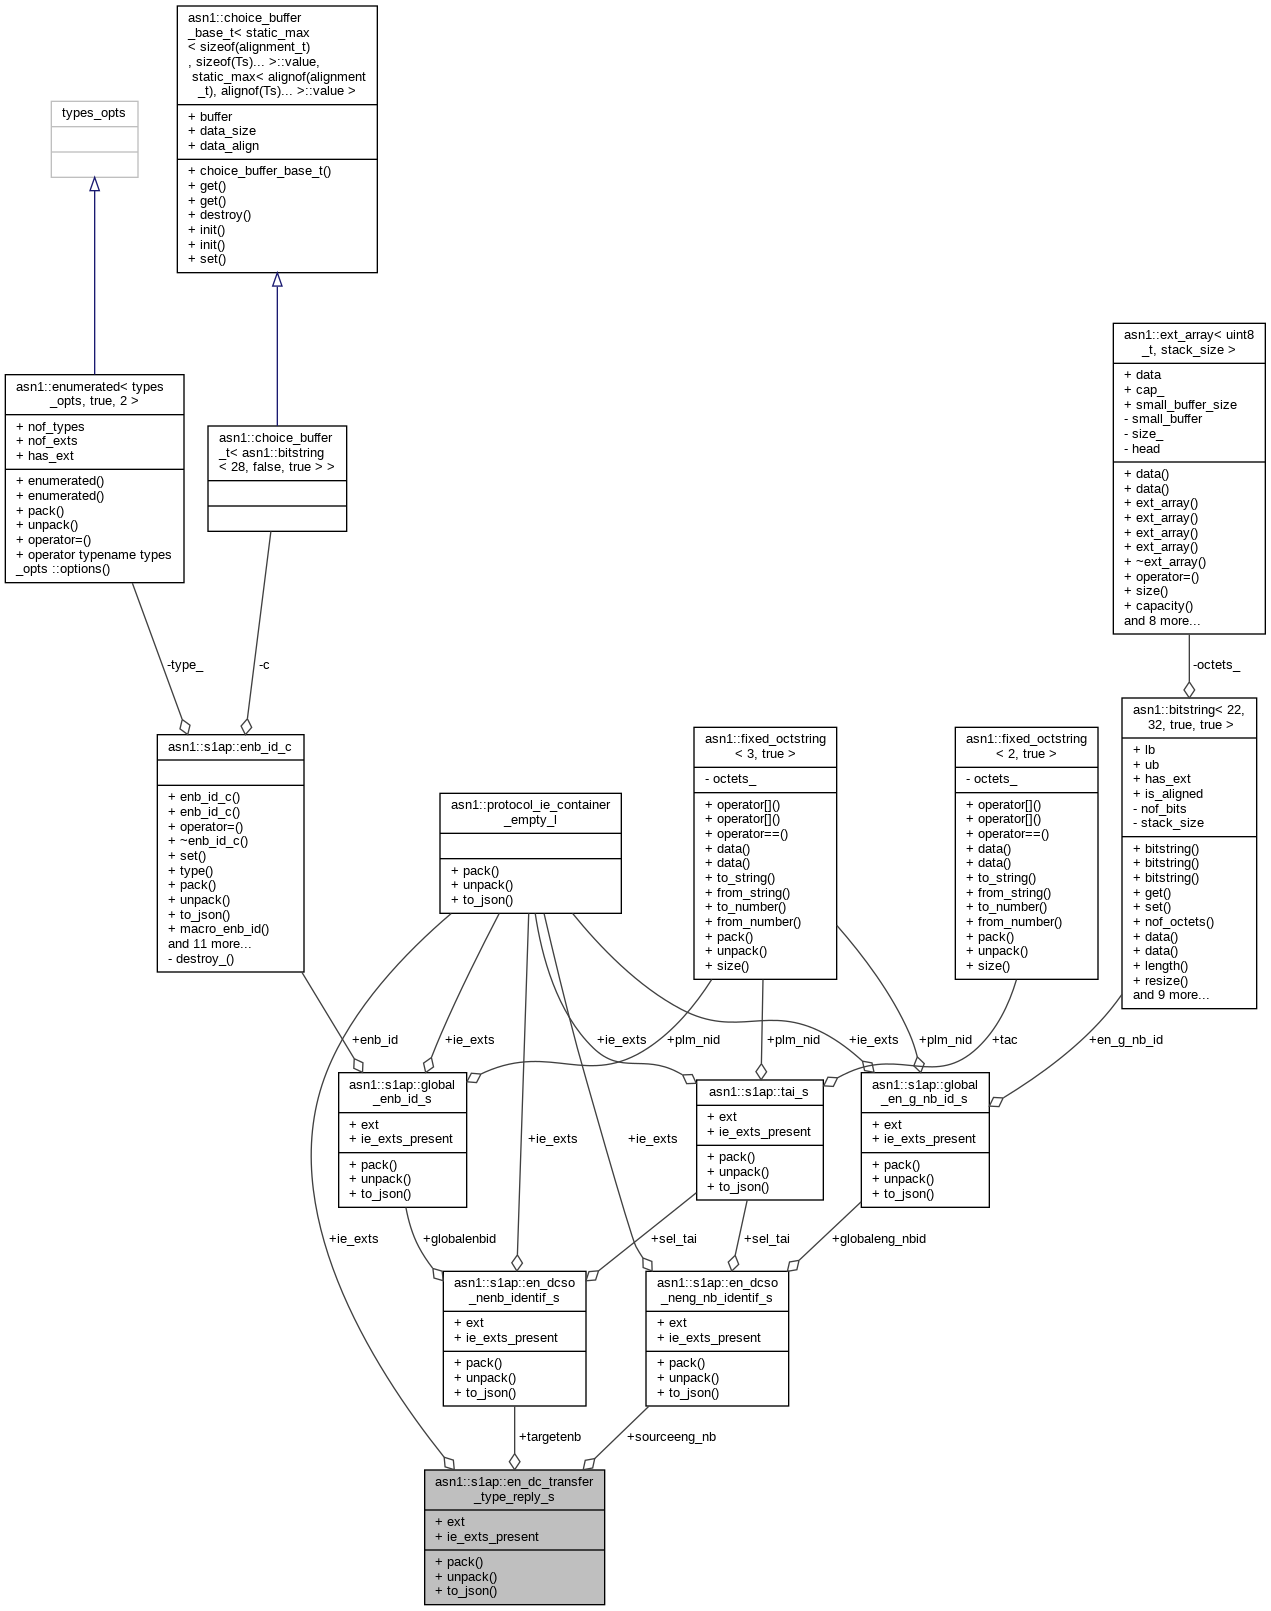 asn1::choice_buffer
_base_t< static_max
< sizeof(alignment_t)
, sizeof(Ts)... >::value,
static_max< alignof(alignment
_t), alignof(Ts)... >::value >
+ buffer
+ data_size
+ data_align
+ choice_buffer_base_t()
+ get()
+ get()
+ destroy()
+ init()
+ init()
+ set()
types_opts
asn1::ext_array< uint8
_t, stack_size >
+ data
+ cap_
+ small_buffer_size
- small_buffer
- size_
- head
+ data()
+ data()
+ ext_array()
+ ext_array()
+ ext_array()
+ ext_array()
+ ~ext_array()
+ operator=()
+ size()
+ capacity()
and 8 more...
asn1::enumerated< types
_opts, true, 2 >
+ nof_types
+ nof_exts
+ has_ext
+ enumerated()
+ enumerated()
+ pack()
+ unpack()
+ operator=()
+ operator typename types
_opts ::options()
asn1::choice_buffer
_t< asn1::bitstring
< 28, false, true > >
-type_
-c
-octets_
asn1::s1ap::enb_id_c
+ enb_id_c()
+ enb_id_c()
+ operator=()
+ ~enb_id_c()
+ set()
+ type()
+ pack()
+ unpack()
+ to_json()
+ macro_enb_id()
and 11 more...
- destroy_()
asn1::protocol_ie_container
_empty_l
+ pack()
+ unpack()
+ to_json()
asn1::fixed_octstring
< 3, true >
- octets_
+ operator[]()
+ operator[]()
+ operator==()
+ data()
+ data()
+ to_string()
+ from_string()
+ to_number()
+ from_number()
+ pack()
+ unpack()
+ size()
asn1::fixed_octstring
< 2, true >
- octets_
+ operator[]()
+ operator[]()
+ operator==()
+ data()
+ data()
+ to_string()
+ from_string()
+ to_number()
+ from_number()
+ pack()
+ unpack()
+ size()
asn1::bitstring< 22,
32, true, true >
+ lb
+ ub
+ has_ext
+ is_aligned
- nof_bits
- stack_size
+ bitstring()
+ bitstring()
+ bitstring()
+ get()
+ set()
+ nof_octets()
+ data()
+ data()
+ length()
+ resize()
and 9 more...
+enb_id
+ie_exts
+ie_exts
+plm_nid
+plm_nid
+ie_exts
+plm_nid
+tac
+en_g_nb_id
asn1::s1ap::global
_enb_id_s
+ ext
+ ie_exts_present
+ pack()
+ unpack()
+ to_json()
asn1::s1ap::tai_s
+ ext
+ ie_exts_present
+ pack()
+ unpack()
+ to_json()
asn1::s1ap::global
_en_g_nb_id_s
+ ext
+ ie_exts_present
+ pack()
+ unpack()
+ to_json()
+ie_exts
+ie_exts
+ie_exts
+globalenbid
+sel_tai
+sel_tai
+globaleng_nbid
asn1::s1ap::en_dcso
_nenb_identif_s
+ ext
+ ie_exts_present
+ pack()
+ unpack()
+ to_json()
asn1::s1ap::en_dcso
_neng_nb_identif_s
+ ext
+ ie_exts_present
+ pack()
+ unpack()
+ to_json()
+targetenb
+sourceeng_nb
asn1::s1ap::en_dc_transfer
_type_reply_s
+ ext
+ ie_exts_present
+ pack()
+ unpack()
+ to_json()